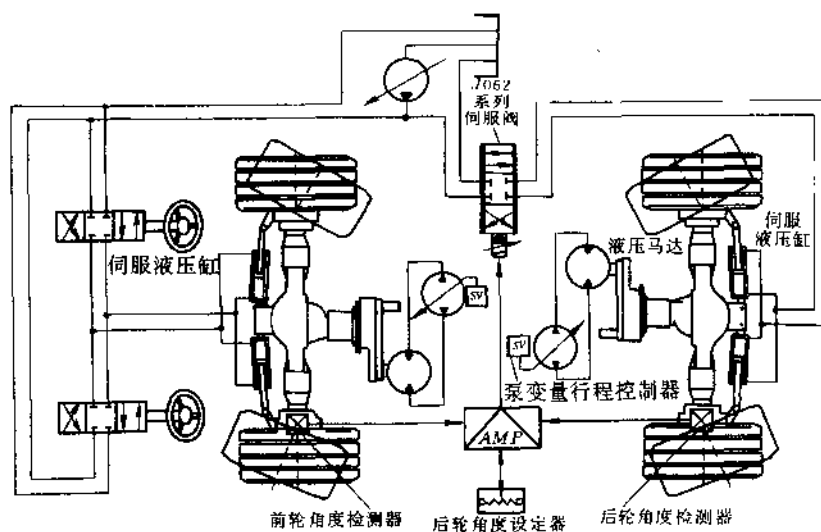 J062
系列
伺服阀
伺服液压缸
液压马达
伺服
液压缸
SV
SV
泵变量行程控制器
AMP
前轮角度检测器
后轮角度设定器
后轮角度检测器